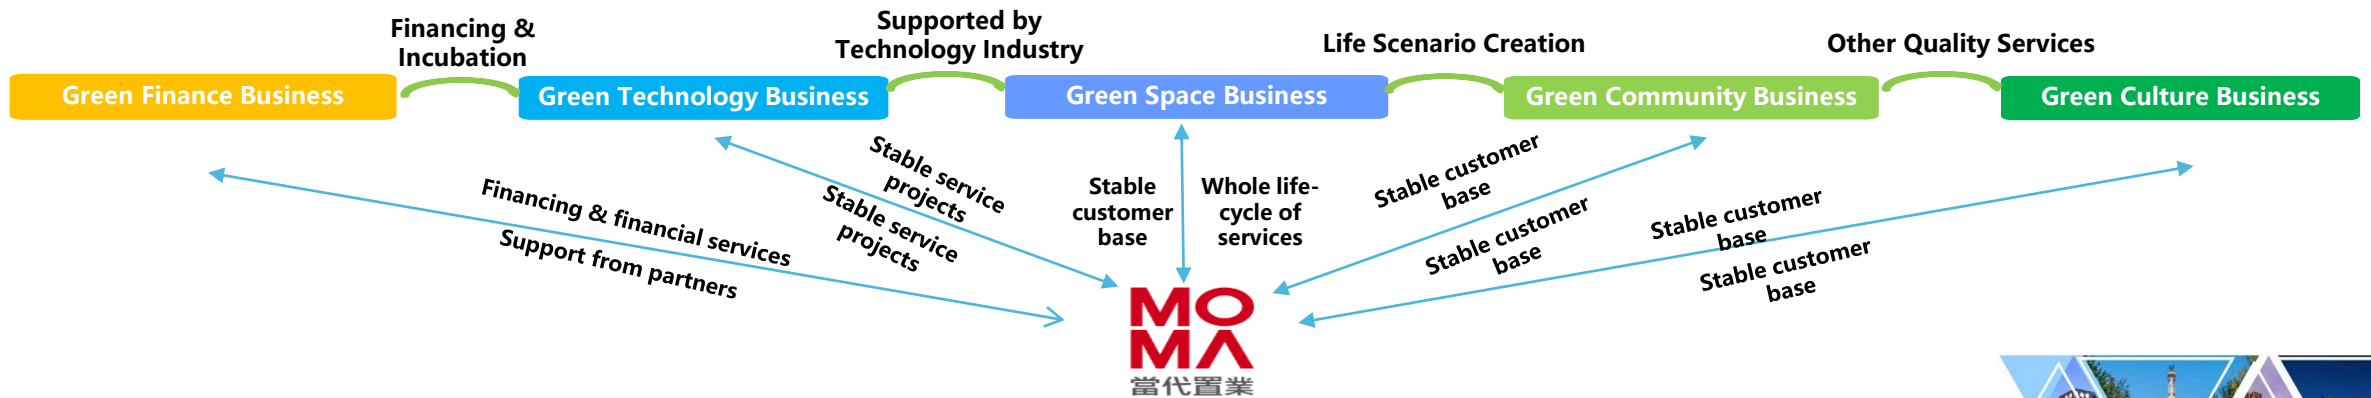 Financing &
Incubation
Supported by
Technology Industry
Life Scenario Creation
Other Quality Services
Green Finance Business
Green Technology Business
Green Space Business
Green Community Business
Green Culture Business
Financing & financial services
Support from partners
Stable service
projects
Stable service
projects
Stable
customer
base
Whole life-
cycle of
services
Stable customer
base
Stable customer
base
Stable customer
base
Stable customer
base
MO
MΛ
當代置業